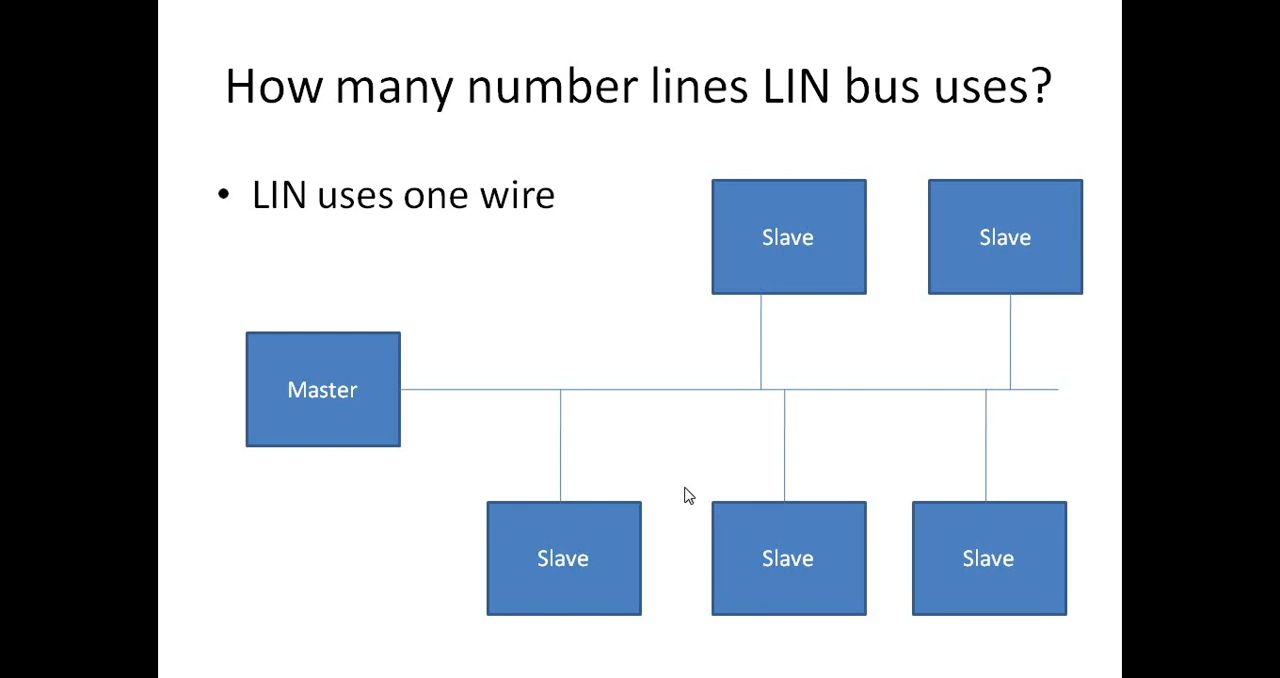 How many number lines LIN bus uses?
• LIN uses one wire
Slave
Slave
Master
Slave
Slave
Slave